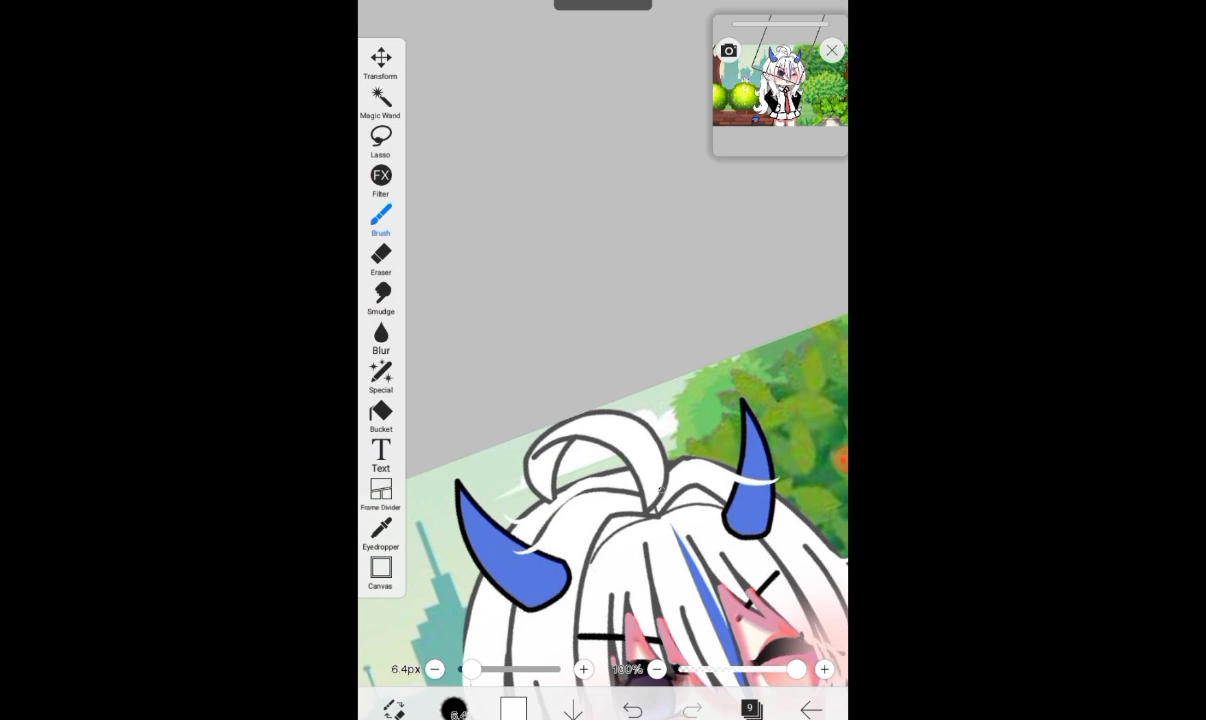 Transform
Magic Wand
Lasso
FX
Filter
Brush
Eraser
Smudge
Blur
Special
Bucket
T
Text
Frame Divider
Eyedropper
Canvas
6.4px
100%
9